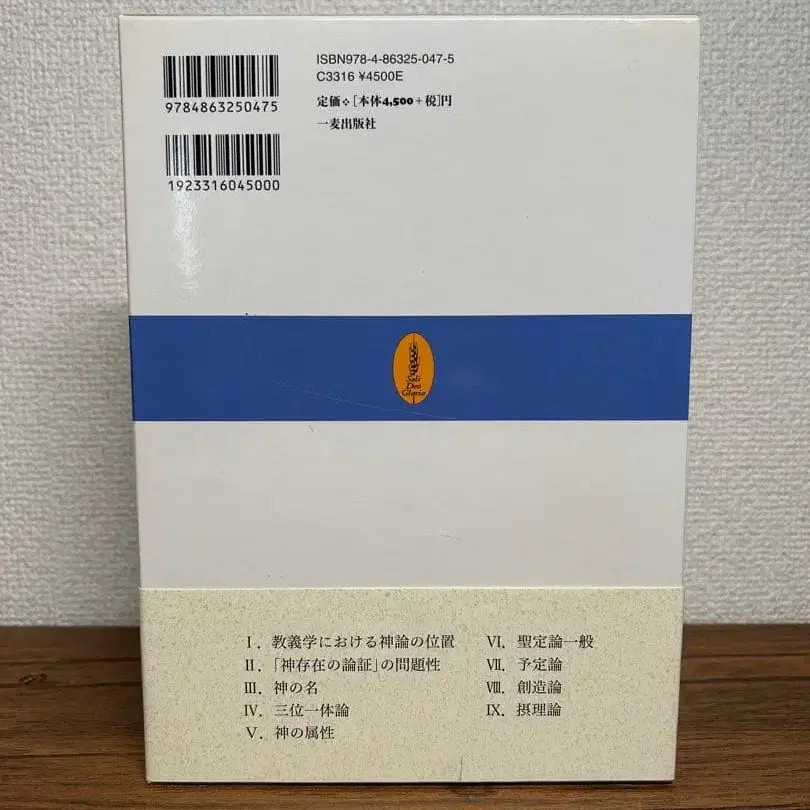 ISBN978-4-86325-047-5
C3316 ¥4500E
定価❖[本体4,500+税]円
一麦出版社
9784863250475
1923316045000
Soli
Deo
Gloria
Ⅰ. 教義学における神論の位置
Ⅱ. 「神存在の論証」の問題性
Ⅲ. 神の名
Ⅳ. 三位一体論
Ⅴ. 神の属性
Ⅵ. 聖定論一般
Ⅶ. 予定論
Ⅷ. 創造論
Ⅸ. 摂理論